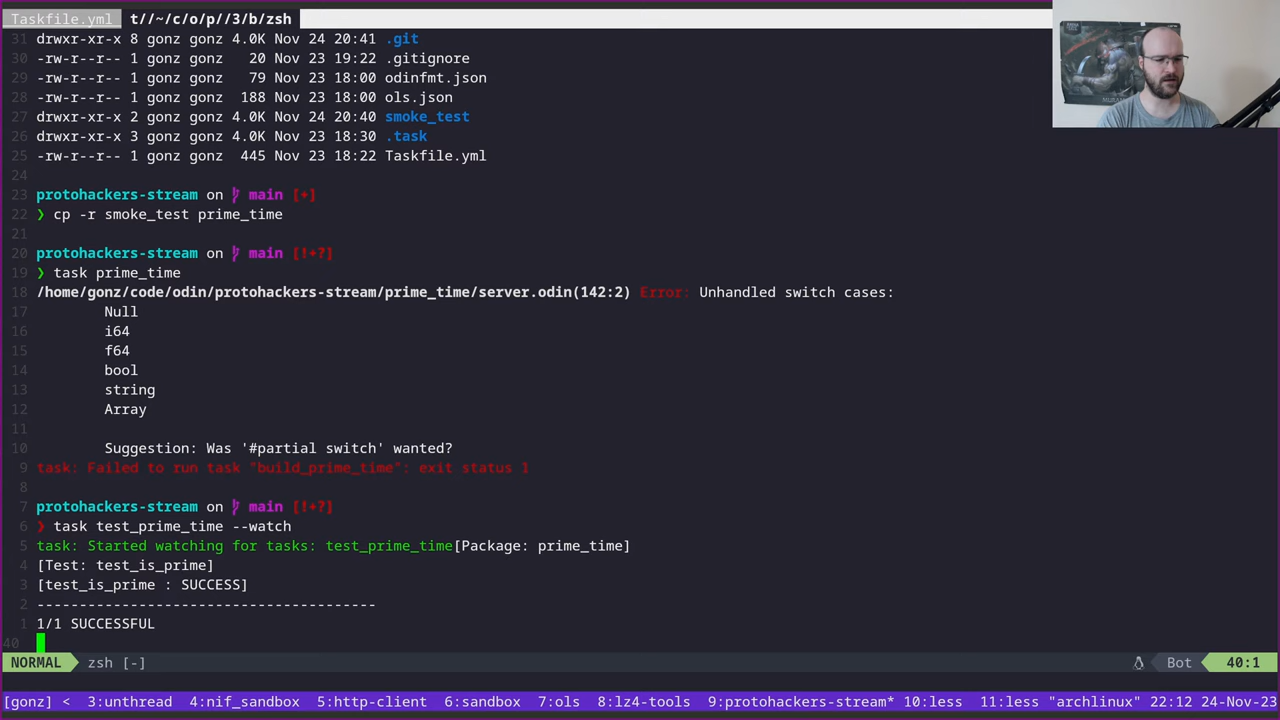 Taskfile.yml  t//~/c/o/p//3/b/zsh
31 drwxr-xr-x 8 gonz gonz 4.0K Nov 24 20:41 .git
30 -rw-r--r-- 1 gonz gonz   20 Nov 23 19:22 .gitignore
29 -rw-r--r-- 1 gonz gonz   79 Nov 23 18:00 odinfmt.json
28 -rw-r--r-- 1 gonz gonz  188 Nov 23 18:00 ols.json
27 drwxr-xr-x 2 gonz gonz 4.0K Nov 24 20:40 smoke_test
26 drwxr-xr-x 3 gonz gonz 4.0K Nov 23 18:30 .task
25 -rw-r--r-- 1 gonz gonz  445 Nov 23 18:22 Taskfile.yml
24
23 protohackers-stream on main [+]
22 ❯ cp -r smoke_test prime_time
21
20 protohackers-stream on main [!+?]
19 ❯ task prime_time
18 /home/gonz/code/odin/protohackers-stream/prime_time/server.odin(142:2) Error: Unhandled switch cases:
17         Null
16         i64
15         f64
14         bool
13         string
12         Array
11
10         Suggestion: Was '#partial switch' wanted?
9 task: Failed to run task "build_prime_time": exit status 1
8
7 protohackers-stream on main [!+?]
6 ❯ task test_prime_time --watch
5 task: Started watching for tasks: test_prime_time[Package: prime_time]
4 [Test: test_is_prime]
3 [test_is_prime : SUCCESS]
2 ----------------------------------------
1 1/1 SUCCESSFUL
40
NORMAL  zsh [-]  Bot  40:1
[gonz] <  3:unthread  4:nif_sandbox  5:http-client  6:sandbox  7:ols  8:lz4-tools  9:protohackers-stream* 10:less  11:less "archlinux" 22:12 24-Nov-23